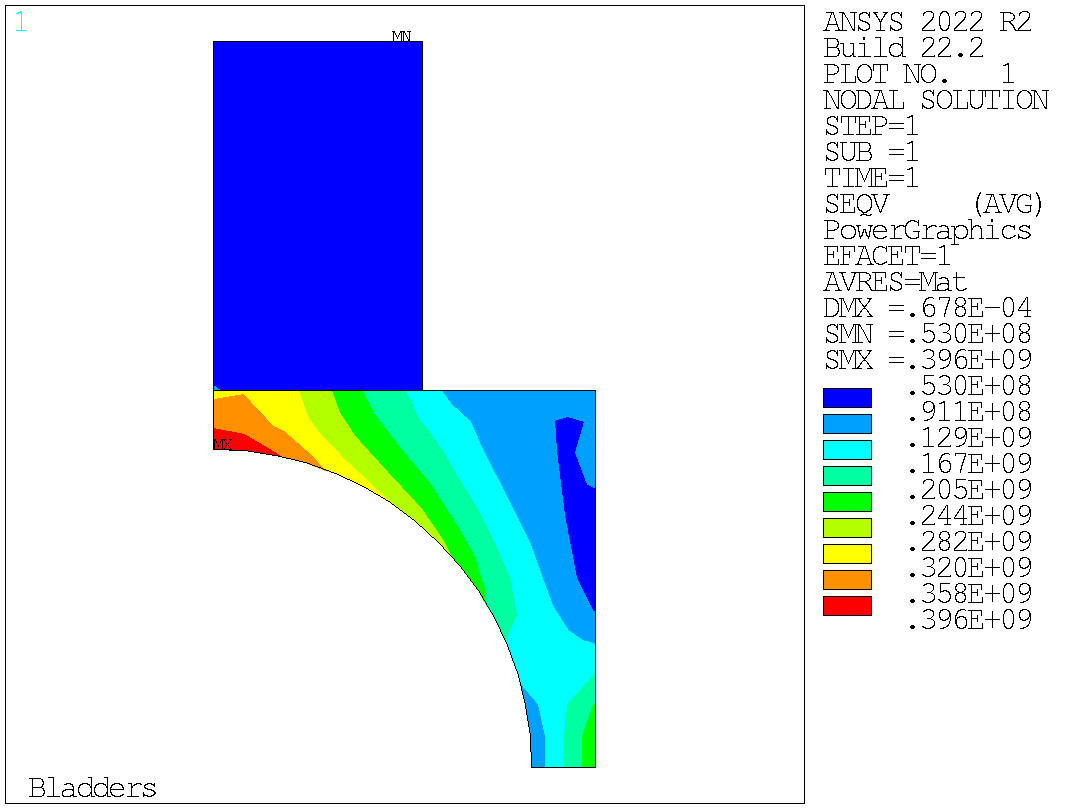 1
MN
MX
Bladders
ANSYS 2022 R2
Build 22.2
PLOT NO.   1
NODAL SOLUTION
STEP=1
SUB =1
TIME=1
SEQV     (AVG)
PowerGraphics
EFACET=1
AVRES=Mat
DMX =.678E-04
SMN =.530E+08
SMX =.396E+09
.530E+08
.911E+08
.129E+09
.167E+09
.205E+09
.244E+09
.282E+09
.320E+09
.358E+09
.396E+09